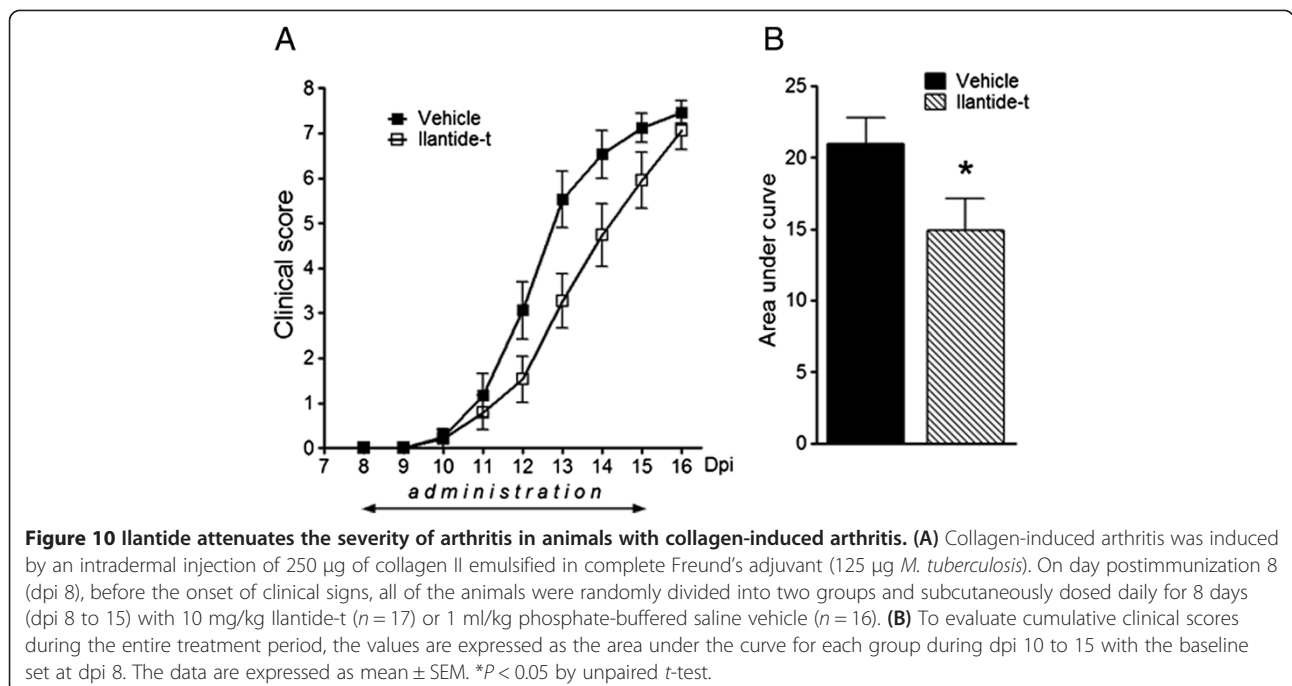 A
B
8
7
6
5
4
3
2
1
0
Clinical score
Vehicle
Ilantide-t
7 8 9 10 11 12 13 14 15 16 Dpi
administration
25
20
15
10
5
0
Area under curve
Vehicle
Ilantide-t
*
Figure 10 Ilantide attenuates the severity of arthritis in animals with collagen-induced arthritis. (A) Collagen-induced arthritis was induced
by an intradermal injection of 250 μg of collagen II emulsified in complete Freund's adjuvant (125 μg M. tuberculosis). On day postimmunization 8
(dpi 8), before the onset of clinical signs, all of the animals were randomly divided into two groups and subcutaneously dosed daily for 8 days
(dpi 8 to 15) with 10 mg/kg Ilantide-t (n = 17) or 1 ml/kg phosphate-buffered saline vehicle (n = 16). (B) To evaluate cumulative clinical scores
during the entire treatment period, the values are expressed as the area under the curve for each group during dpi 10 to 15 with the baseline
set at dpi 8. The data are expressed as mean ± SEM. *P < 0.05 by unpaired t-test.